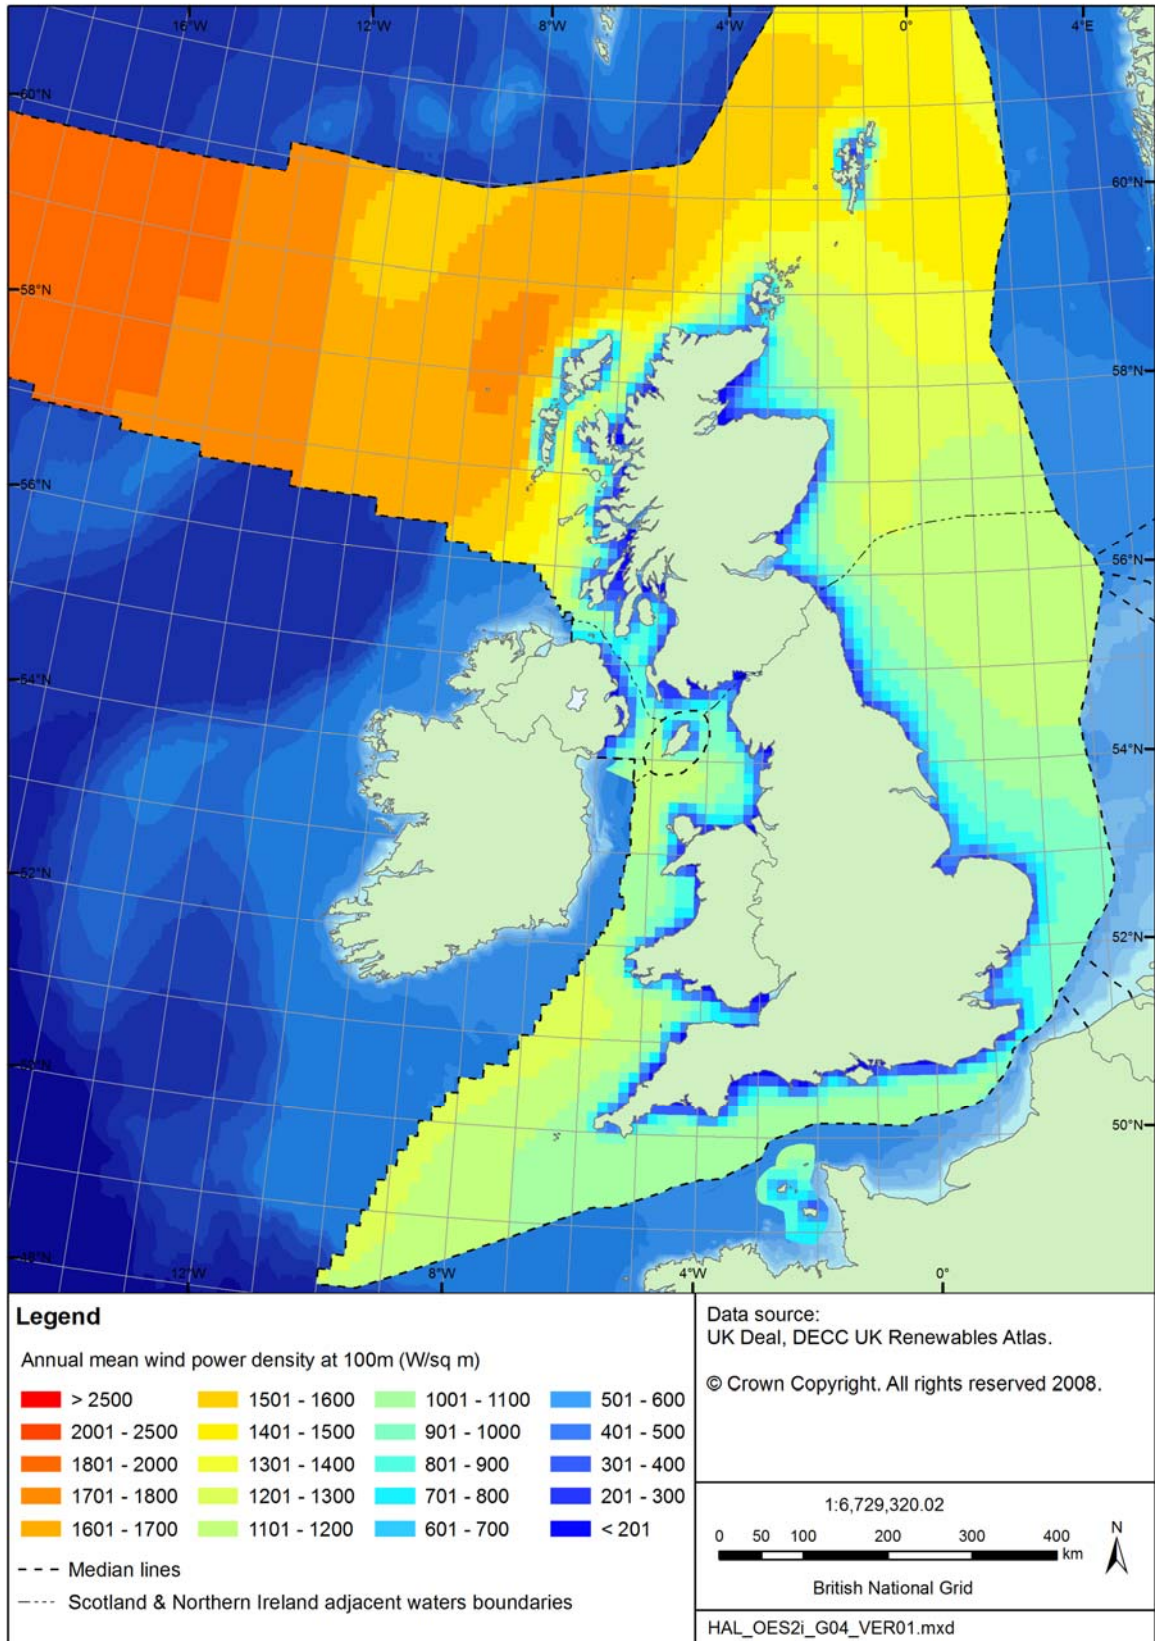 16°W 12°W 8°W 4°W 0° 4°E
60°N
60°N
58°N
58°N
56°N
56°N
54°N
54°N
52°N
52°N
50°N
50°N
48°N
12°W 8°W 4°W 0°
Legend
Annual mean wind power density at 100m (W/sq m)
> 2500
2001 - 2500
1801 - 2000
1701 - 1800
1601 - 1700
1501 - 1600
1401 - 1500
1301 - 1400
1201 - 1300
1101 - 1200
1001 - 1100
901 - 1000
801 - 900
701 - 800
601 - 700
501 - 600
401 - 500
301 - 400
201 - 300
< 201
Median lines
Scotland & Northern Ireland adjacent waters boundaries
Data source:
UK Deal, DECC UK Renewables Atlas.
© Crown Copyright. All rights reserved 2008.
1:6,729,320.02
0 50 100 200 300 400
km
N
British National Grid
HAL_OES2i_G04_VER01.mxd